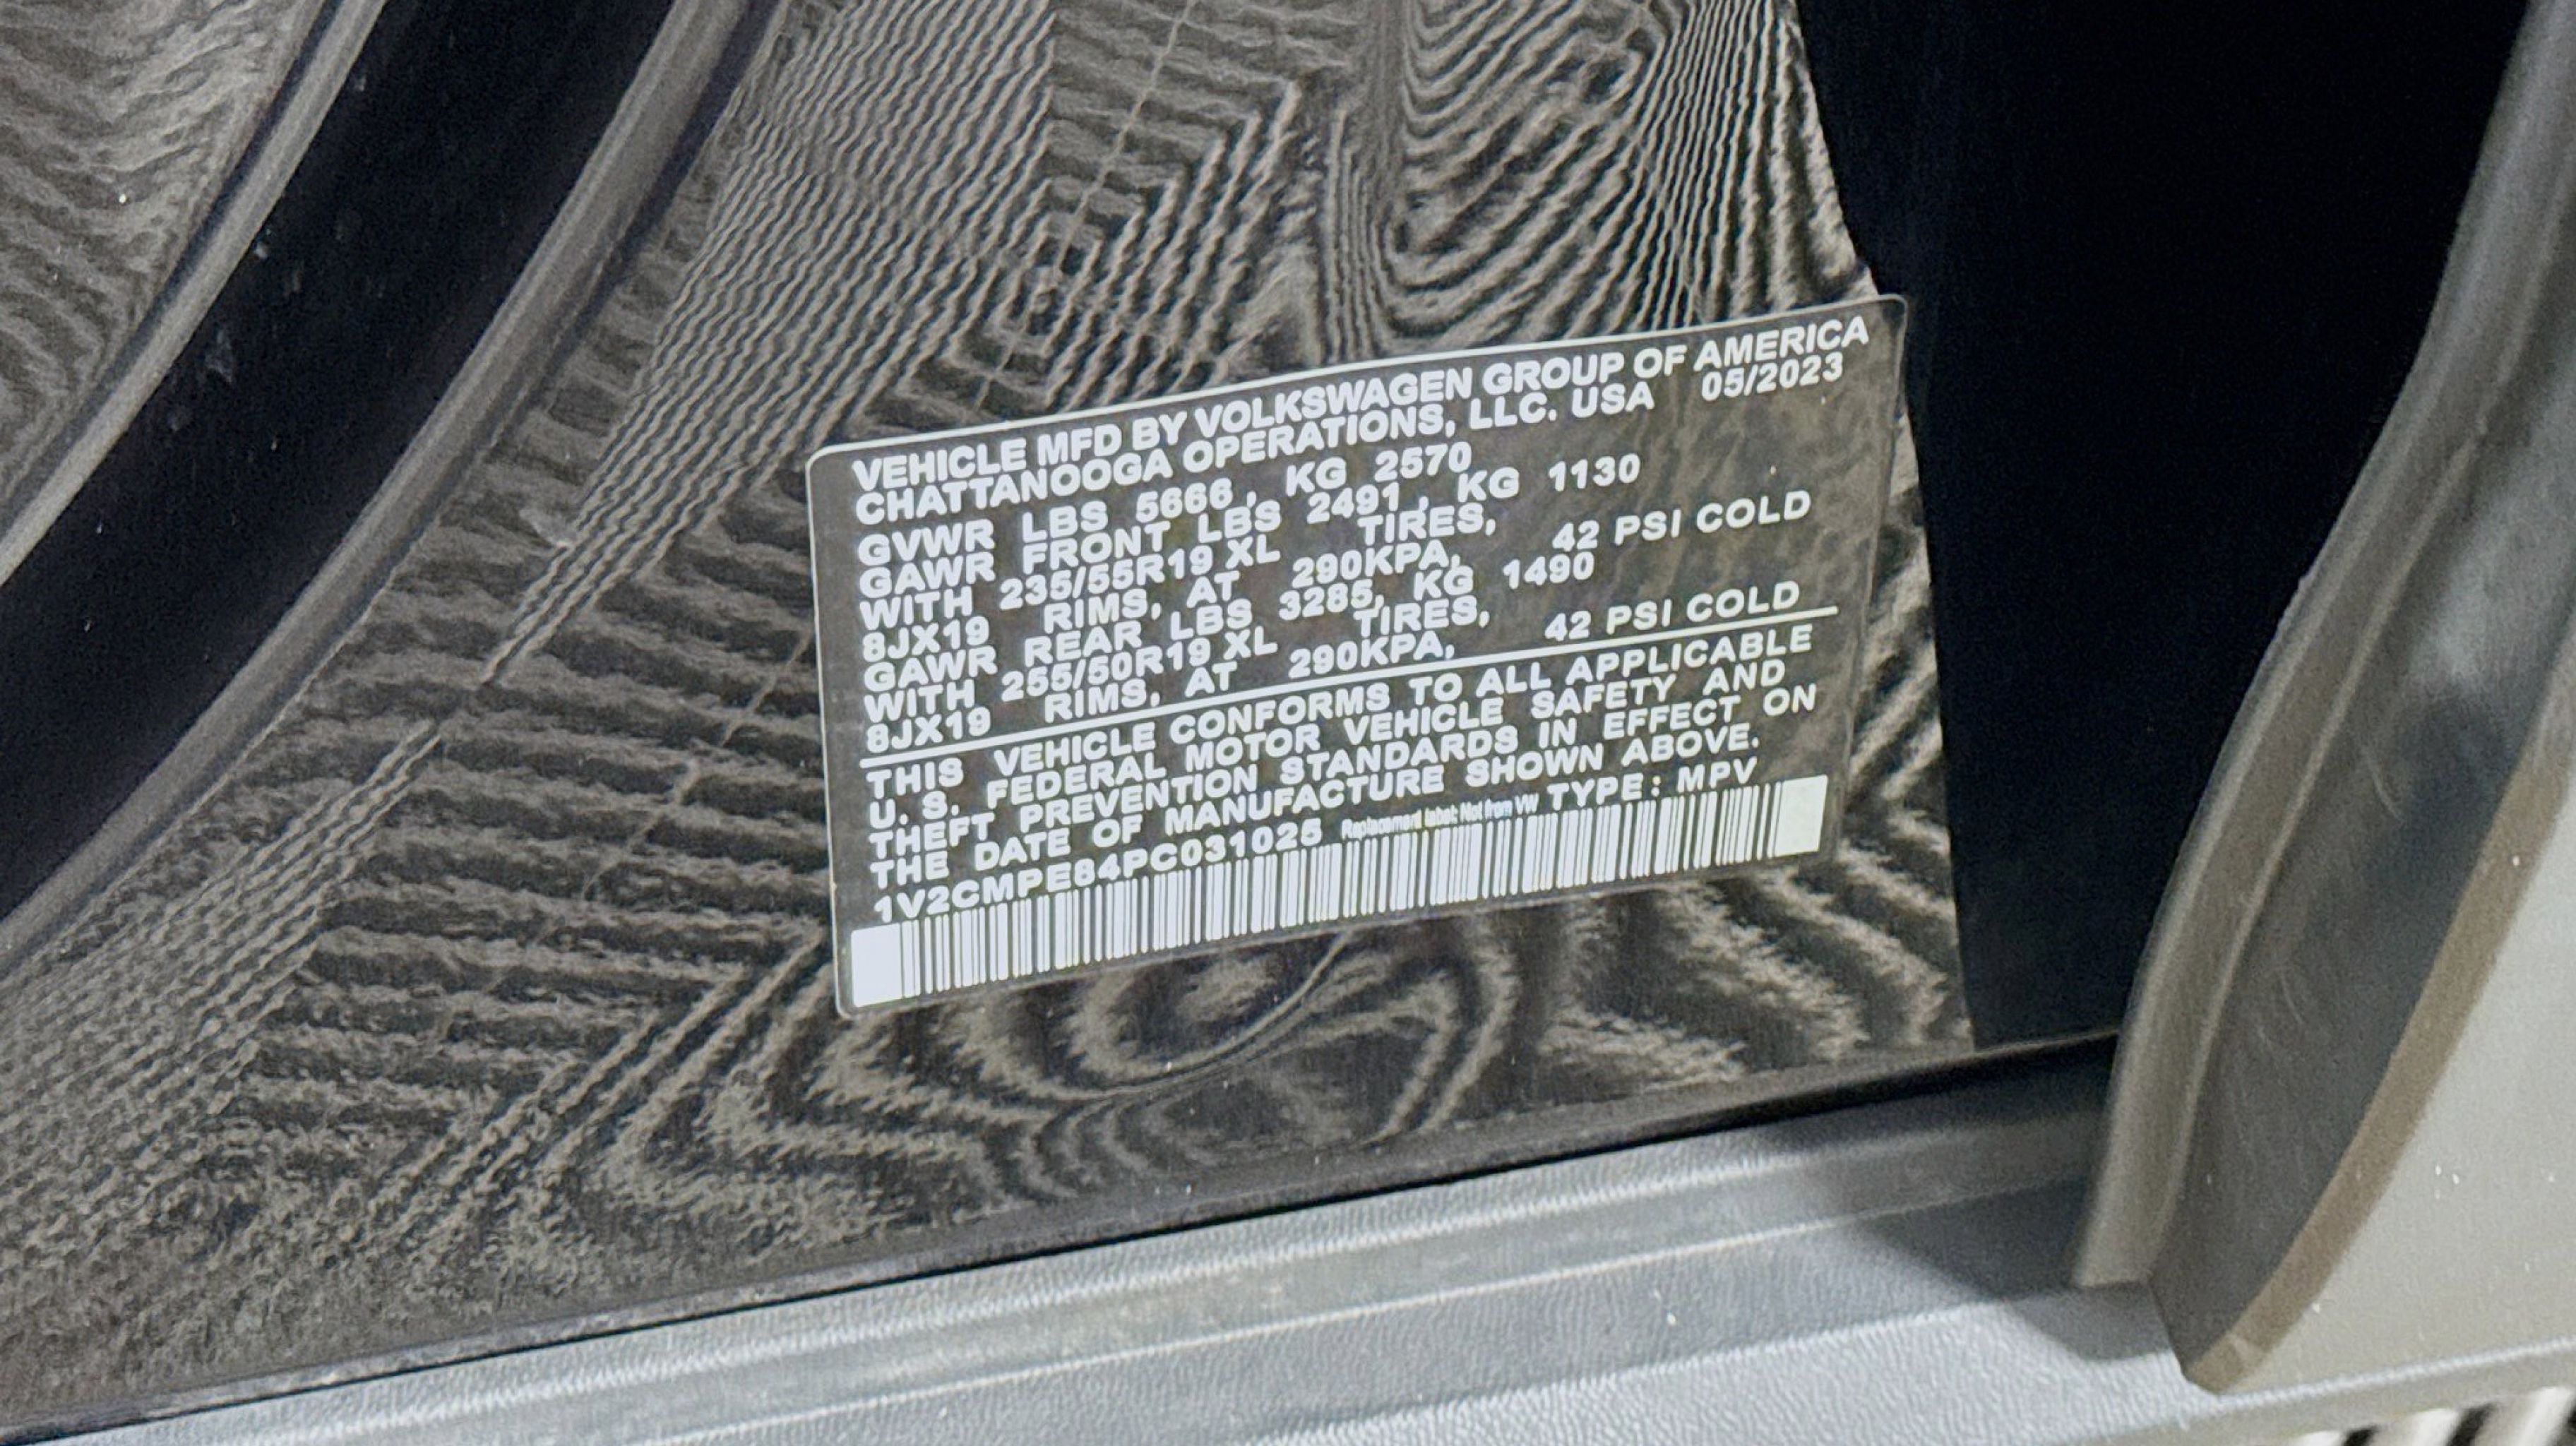 VEHICLE MFD BY VOLKSWAGEN GROUP OF AMERICA
CHATTANOOGA OPERATIONS, LLC. USA 05/2023
GVWR LBS 5666, KG 2570
GAWR FRONT LBS 2491, KG 1130
WITH 235/55R19 XL TIRES,
8JX19 RIMS, AT 290KPA, 42 PSI COLD
GAWR REAR LBS 3285, KG 1490
WITH 255/50R19 XL TIRES,
8JX19 RIMS, AT 290KPA, 42 PSI COLD
THIS VEHICLE CONFORMS TO ALL APPLICABLE
U. S. FEDERAL MOTOR VEHICLE SAFETY AND
THEFT PREVENTION STANDARDS IN EFFECT ON
THE DATE OF MANUFACTURE SHOWN ABOVE.
1V2CMPE84PC031025 Replacement label: Not from VW TYPE: MPV